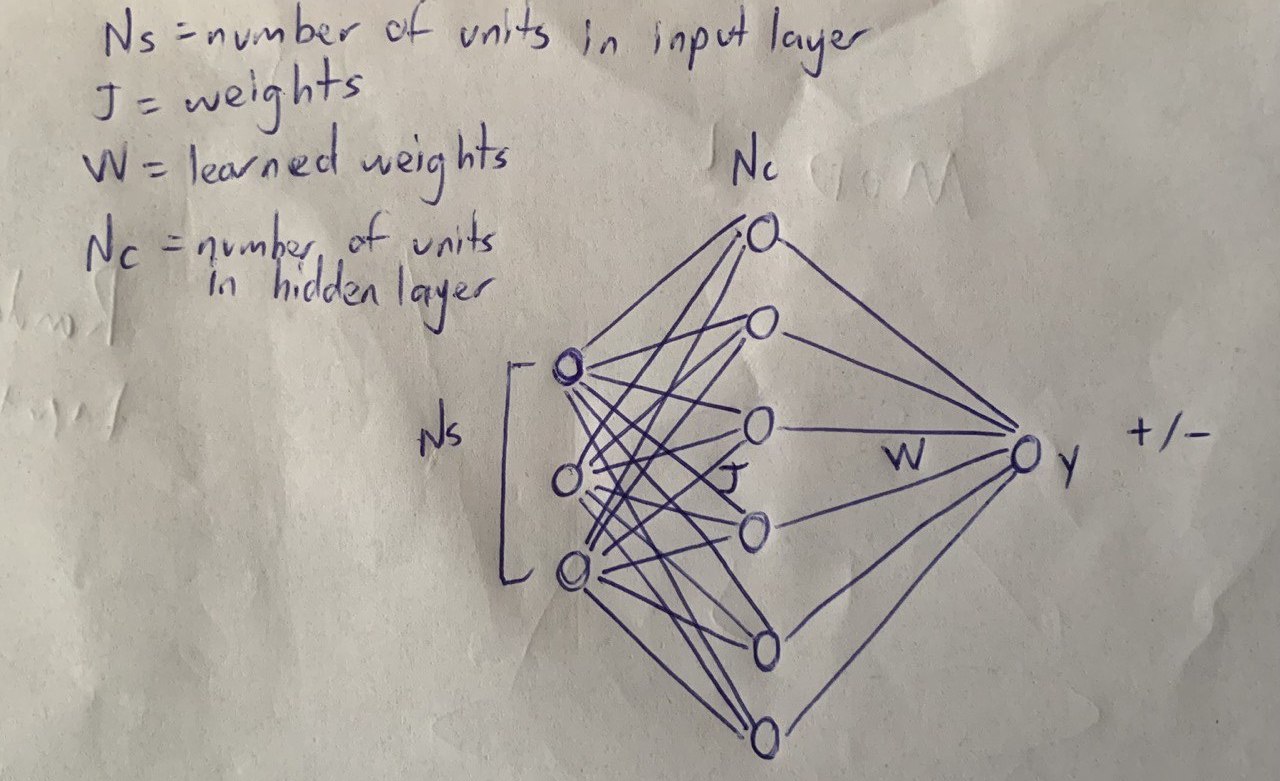 Ns = number of units in input layer
J = weights
W = learned weights
Nc = number of units
in hidden layer
Nc
Ns
J
W
y
+/-